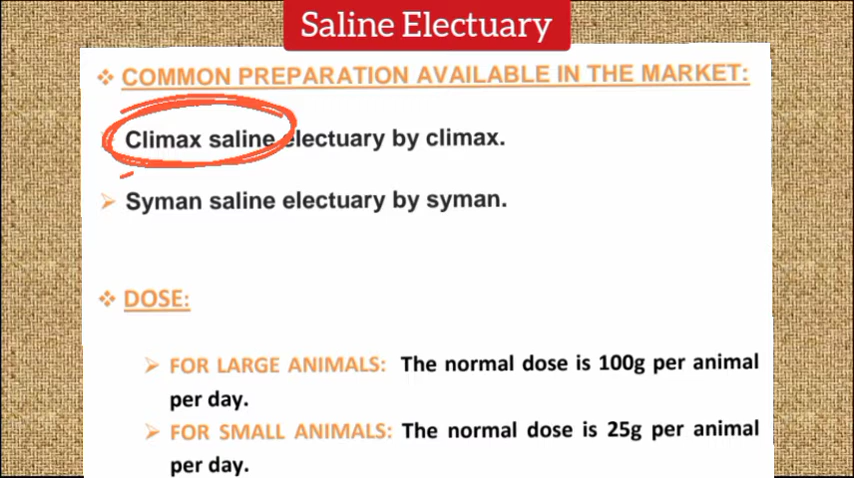 Saline Electuary
COMMON PREPARATION AVAILABLE IN THE MARKET:
Climax saline electuary by climax.
Syman saline electuary by syman.
DOSE:
FOR LARGE ANIMALS: The normal dose is 100g per animal
per day.
FOR SMALL ANIMALS: The normal dose is 25g per animal
per day.